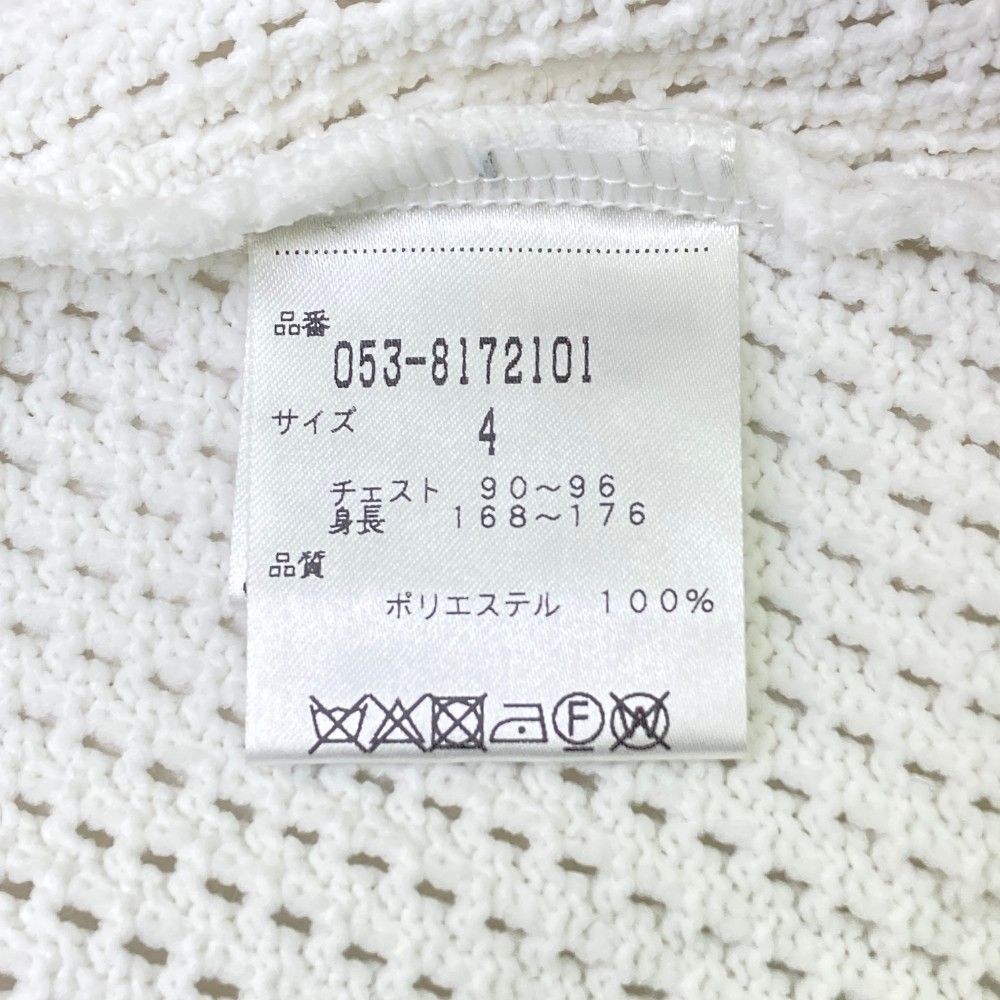 品番
053-8172101
サイズ 4
チェスト 90～96
身長 168～176
品質
ポリエステル 100%
F W